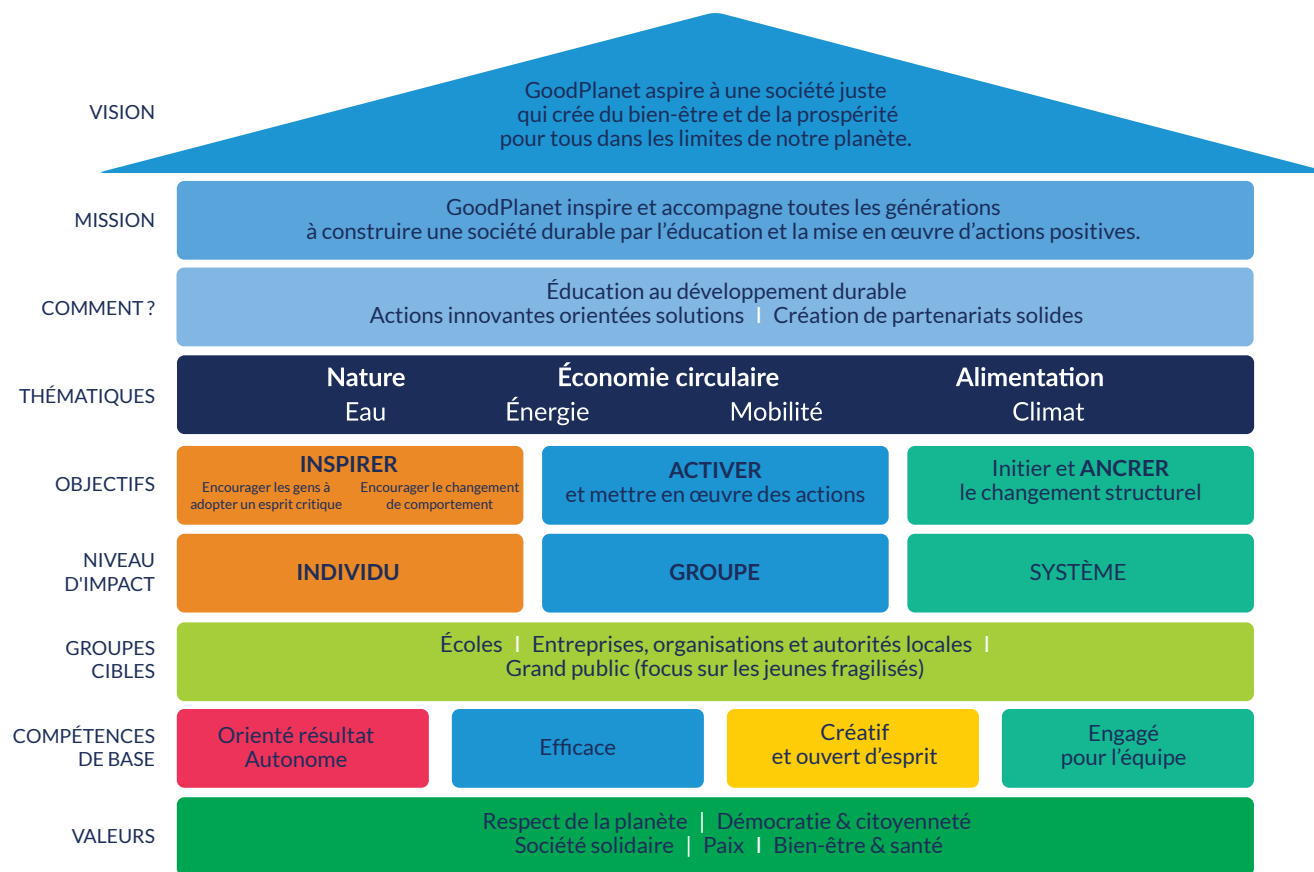 VISION
GoodPlanet aspire à une société juste
qui crée du bien-être et de la prospérité
pour tous dans les limites de notre planète.
MISSION
GoodPlanet inspire et accompagne toutes les générations
à construire une société durable par l’éducation et la mise en œuvre d’actions positives.
COMMENT ?
Éducation au développement durable
Actions innovantes orientées solutions | Création de partenariats solides
THÉMATIQUES
Nature Économie circulaire Alimentation
Eau Énergie Mobilité Climat
OBJECTIFS
INSPIRER
Encourager les gens à
adopter un esprit critique
Encourager le changement
de comportement
ACTIVER
et mettre en œuvre des actions
Initier et ANCRER
le changement structurel
NIVEAU
D'IMPACT
INDIVIDU
GROUPE
SYSTÈME
GROUPES
CIBLES
Écoles | Entreprises, organisations et autorités locales |
Grand public (focus sur les jeunes fragilisés)
COMPÉTENCES
DE BASE
Orienté résultat
Autonome
Efficace
Créatif
et ouvert d’esprit
Engagé
pour l’équipe
VALEURS
Respect de la planète | Démocratie & citoyenneté
Société solidaire | Paix | Bien-être & santé